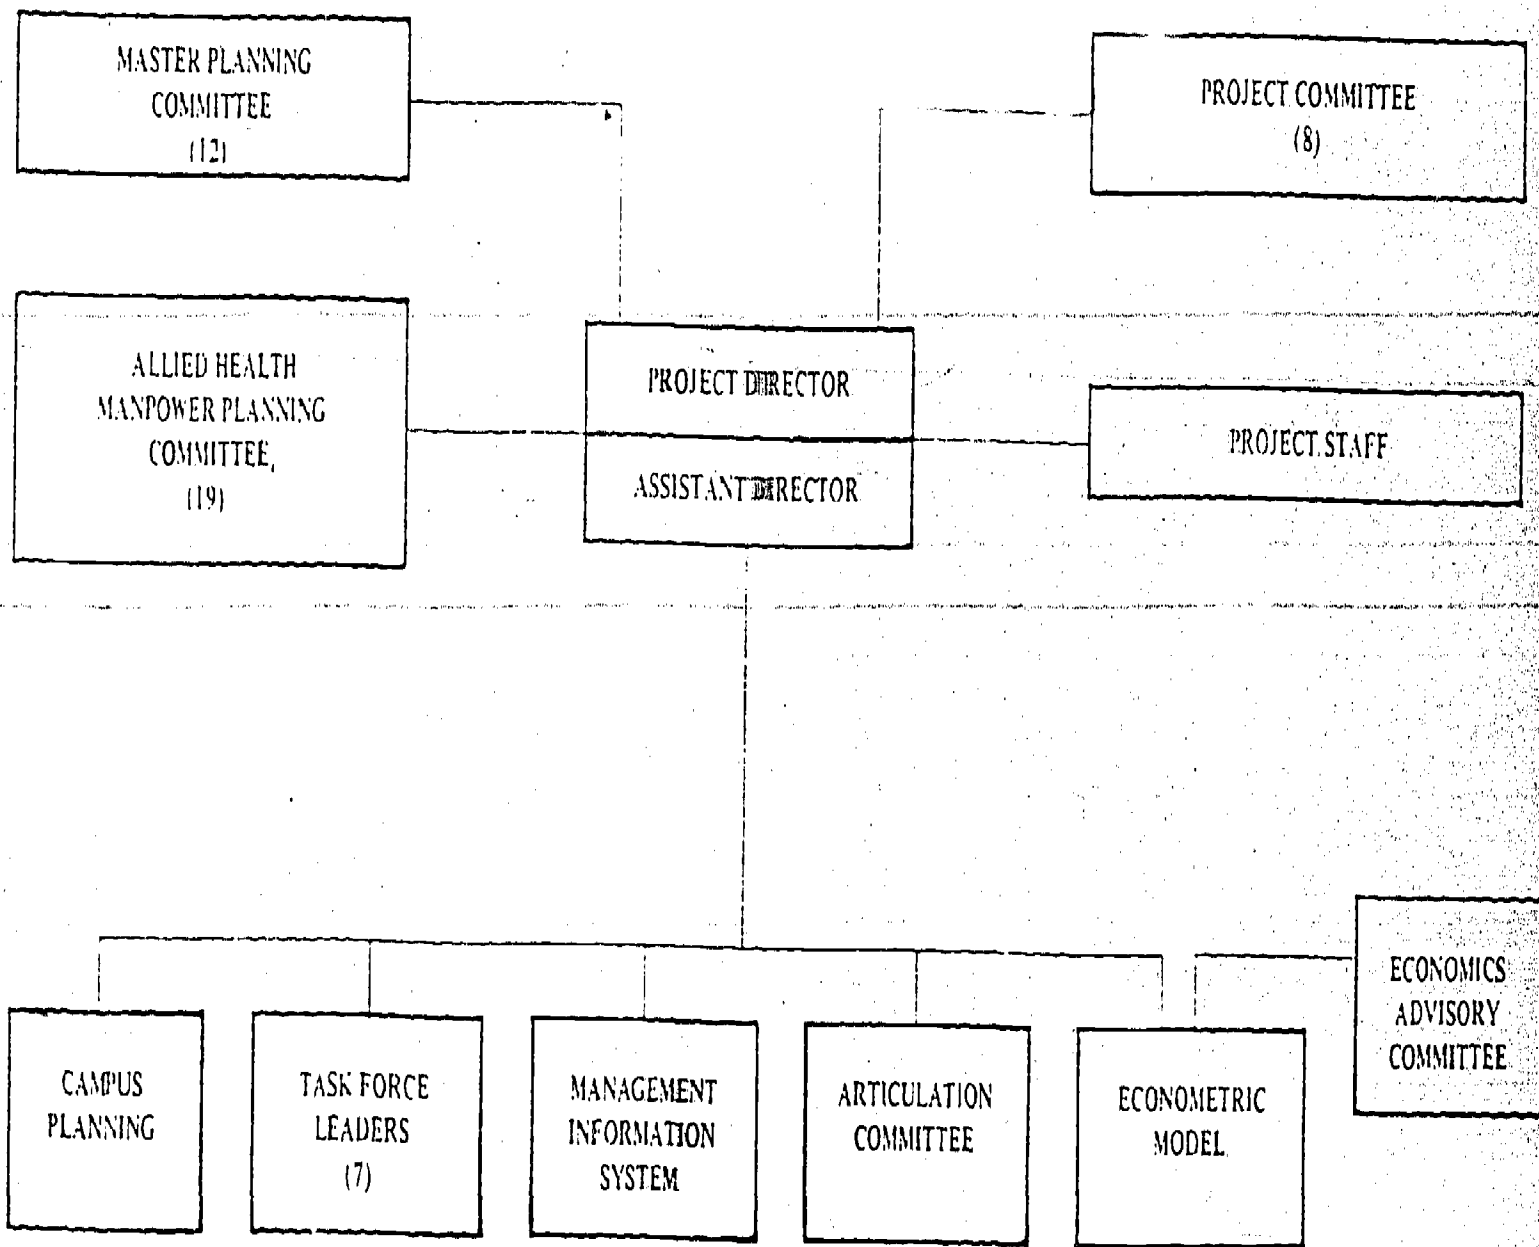 MASTER PLANNING
COMMITTEE
(12)
PROJECT COMMITTEE
(8)
ALLIED HEALTH
MANPOWER PLANNING
COMMITTEE,
(19)
PROJECT DIRECTOR
ASSISTANT DIRECTOR
PROJECT STAFF
ECONOMICS
ADVISORY
COMMITTEE
CAMPUS
PLANNING
TASK FORCE
LEADERS
(7)
MANAGEMENT
INFORMATION
SYSTEM
ARTICULATION
COMMITTEE
ECONOMETRIC
MODEL